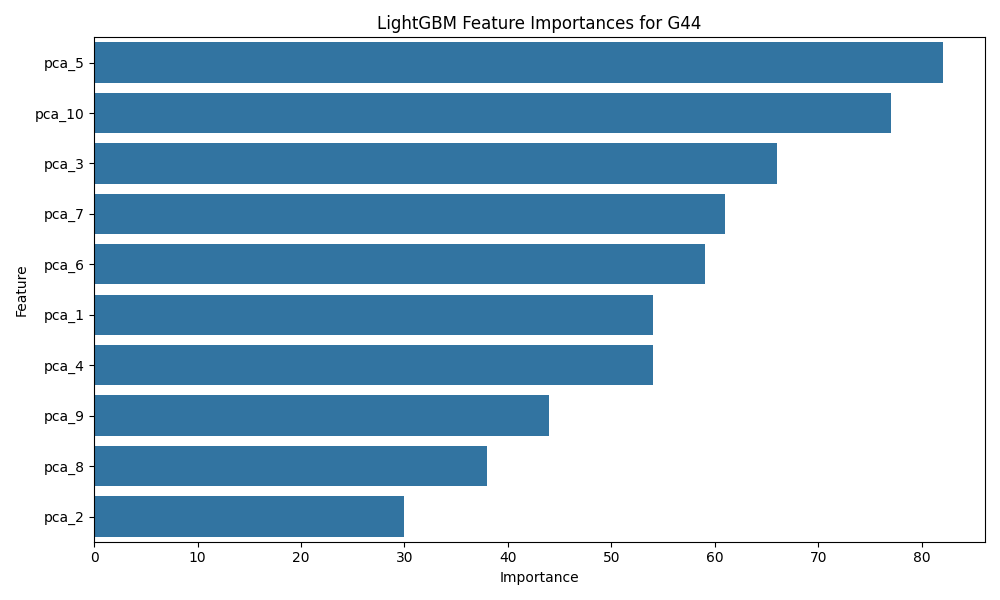 LightGBM Feature Importances for G44
pca_5
pca_10
pca_3
pca_7
pca_6
pca_1
pca_4
pca_9
pca_8
pca_2
Feature
0 10 20 30 40 50 60 70 80
Importance